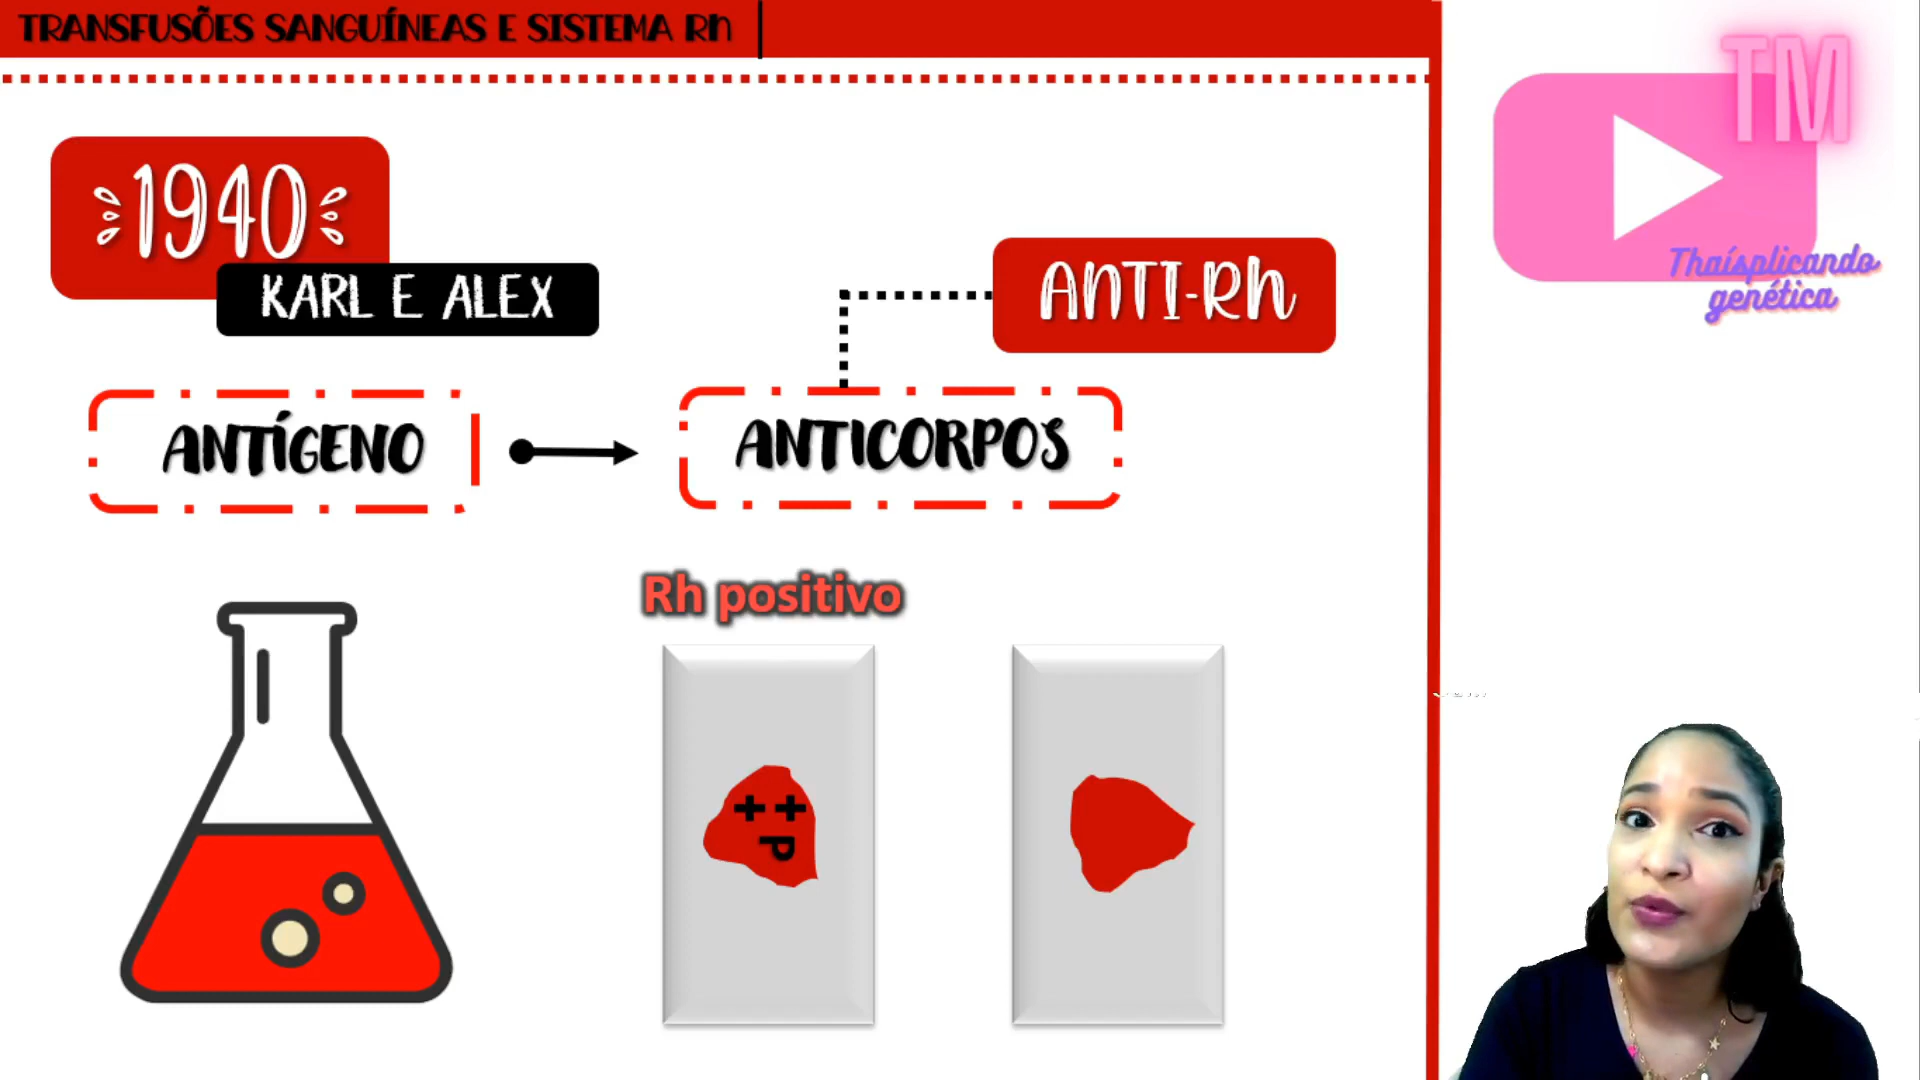 TRANSFUSÕES SANGUÍNEAS E SISTEMA Rh
TM
Thaísplicando
genética
1940
KARL E ALEX
ANTI-Rh
ANTÍGENO
ANTICORPOS
Rh positivo
++
P